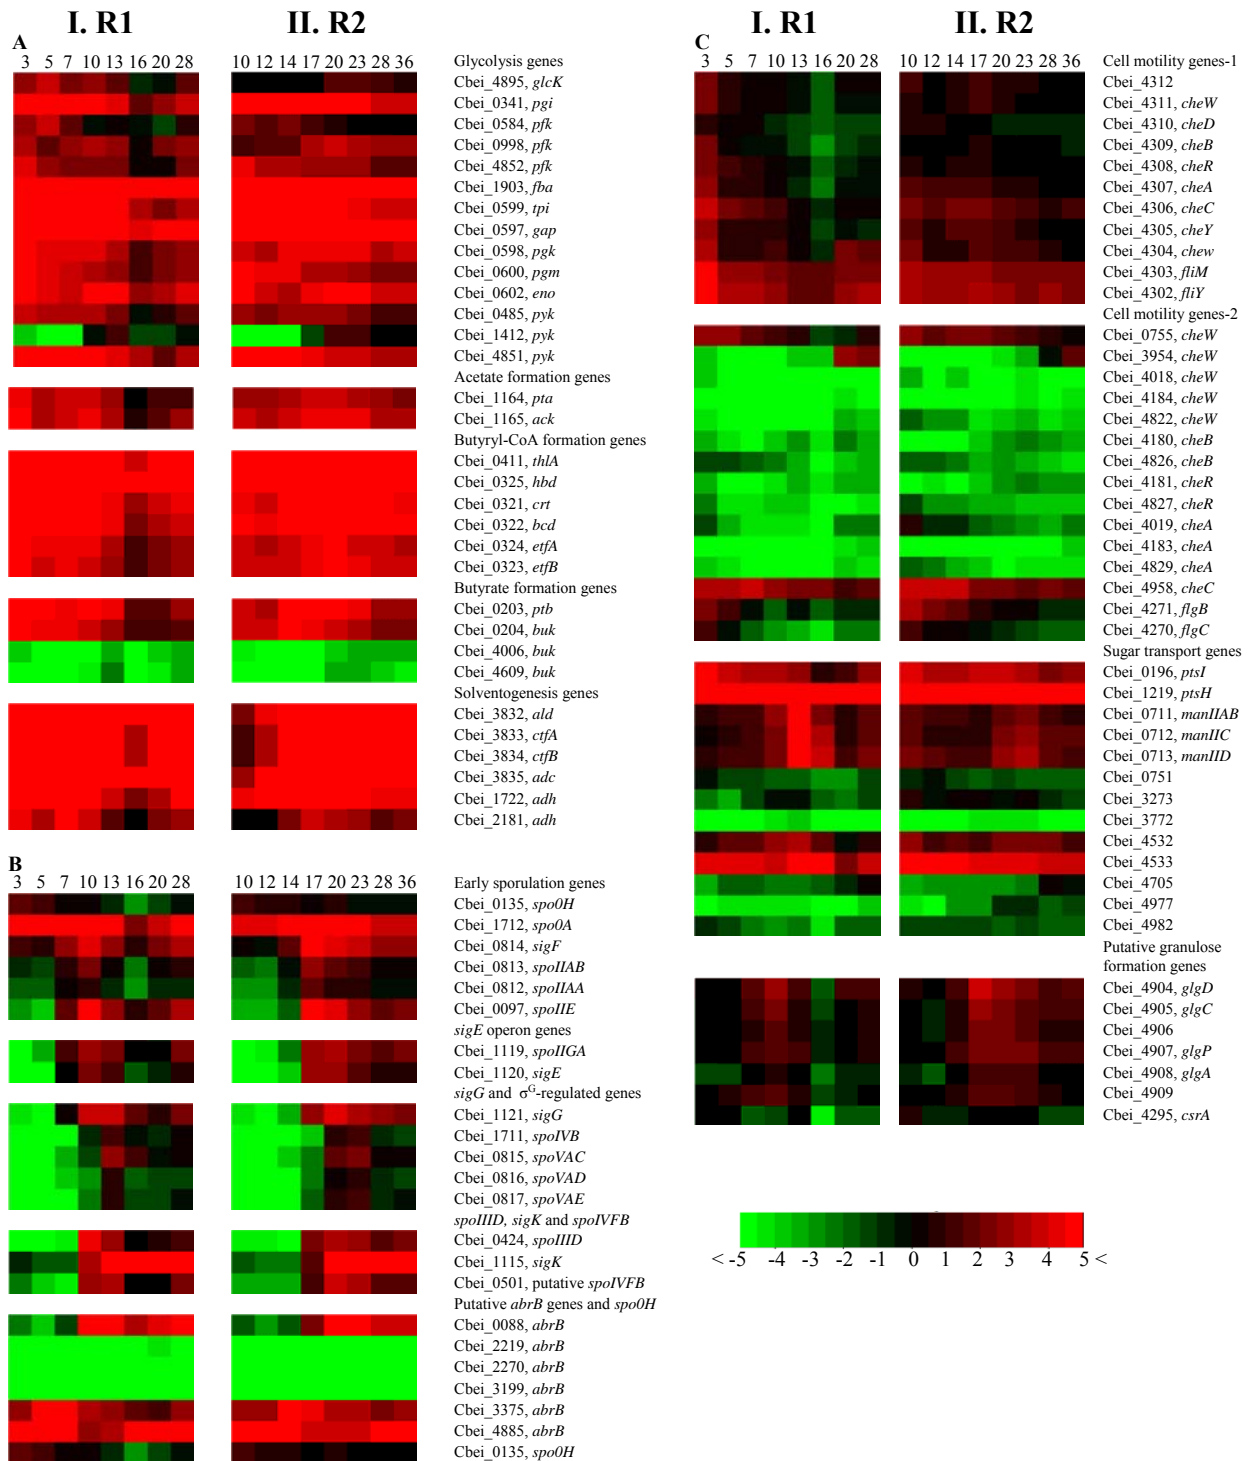 I. R1
II. R2
A
3 5 7 10 13 16 20 28
10 12 14 17 20 23 28 36
Glycolysis genes
Cbei_4895, glcK
Cbei_0341, pgi
Cbei_0584, pfk
Cbei_0998, pfk
Cbei_4852, pfk
Cbei_1903, fba
Cbei_0599, tpi
Cbei_0597, gap
Cbei_0598, pgk
Cbei_0600, pgm
Cbei_0602, eno
Cbei_0485, pyk
Cbei_1412, pyk
Cbei_4851, pyk
Acetate formation genes
Cbei_1164, pta
Cbei_1165, ack
Butyryl-CoA formation genes
Cbei_0411, thlA
Cbei_0325, hbd
Cbei_0321, crt
Cbei_0322, bcd
Cbei_0324, etfA
Cbei_0323, etfB
Butyrate formation genes
Cbei_0203, ptb
Cbei_0204, buk
Cbei_4006, buk
Cbei_4609, buk
Solventogenesis genes
Cbei_3832, ald
Cbei_3833, ctfA
Cbei_3834, ctfB
Cbei_3835, adc
Cbei_1722, adh
Cbei_2181, adh
B
3 5 7 10 13 16 20 28
10 12 14 17 20 23 28 36
Early sporulation genes
Cbei_0135, spo0H
Cbei_1712, spo0A
Cbei_0814, sigF
Cbei_0813, spoIIAB
Cbei_0812, spoIIAA
Cbei_0097, spoIIE
sigE operon genes
Cbei_1119, spoIIGA
Cbei_1120, sigE
sigG and σG-regulated genes
Cbei_1121, sigG
Cbei_1711, spoIVB
Cbei_0815, spoVAC
Cbei_0816, spoVAD
Cbei_0817, spoVAE
spoIIID, sigK and spoIVFB
Cbei_0424, spoIIID
Cbei_1115, sigK
Cbei_0501, putative spoIVFB
Putative abrB genes and spo0H
Cbei_0088, abrB
Cbei_2219, abrB
Cbei_2270, abrB
Cbei_3199, abrB
Cbei_3375, abrB
Cbei_4885, abrB
Cbei_0135, spo0H
I. R1
II. R2
C
3 5 7 10 13 16 20 28
10 12 14 17 20 23 28 36
Cell motility genes-1
Cbei_4312
Cbei_4311, cheW
Cbei_4310, cheD
Cbei_4309, cheB
Cbei_4308, cheR
Cbei_4307, cheA
Cbei_4306, cheC
Cbei_4305, cheY
Cbei_4304, chew
Cbei_4303, fliM
Cbei_4302, fliY
Cell motility genes-2
Cbei_0755, cheW
Cbei_3954, cheW
Cbei_4018, cheW
Cbei_4184, cheW
Cbei_4822, cheW
Cbei_4180, cheB
Cbei_4826, cheB
Cbei_4181, cheR
Cbei_4827, cheR
Cbei_4019, cheA
Cbei_4183, cheA
Cbei_4829, cheA
Cbei_4958, cheC
Cbei_4271, flgB
Cbei_4270, flgC
Sugar transport genes
Cbei_0196, ptsI
Cbei_1219, ptsH
Cbei_0711, manIIAB
Cbei_0712, manIIC
Cbei_0713, manIID
Cbei_0751
Cbei_3273
Cbei_3772
Cbei_4532
Cbei_4533
Cbei_4705
Cbei_4977
Cbei_4982
Putative granulose
formation genes
Cbei_4904, glgD
Cbei_4905, glgC
Cbei_4906
Cbei_4907, glgP
Cbei_4908, glgA
Cbei_4909
Cbei_4295, csrA
< -5 -4 -3 -2 -1 0 1 2 3 4 5 <